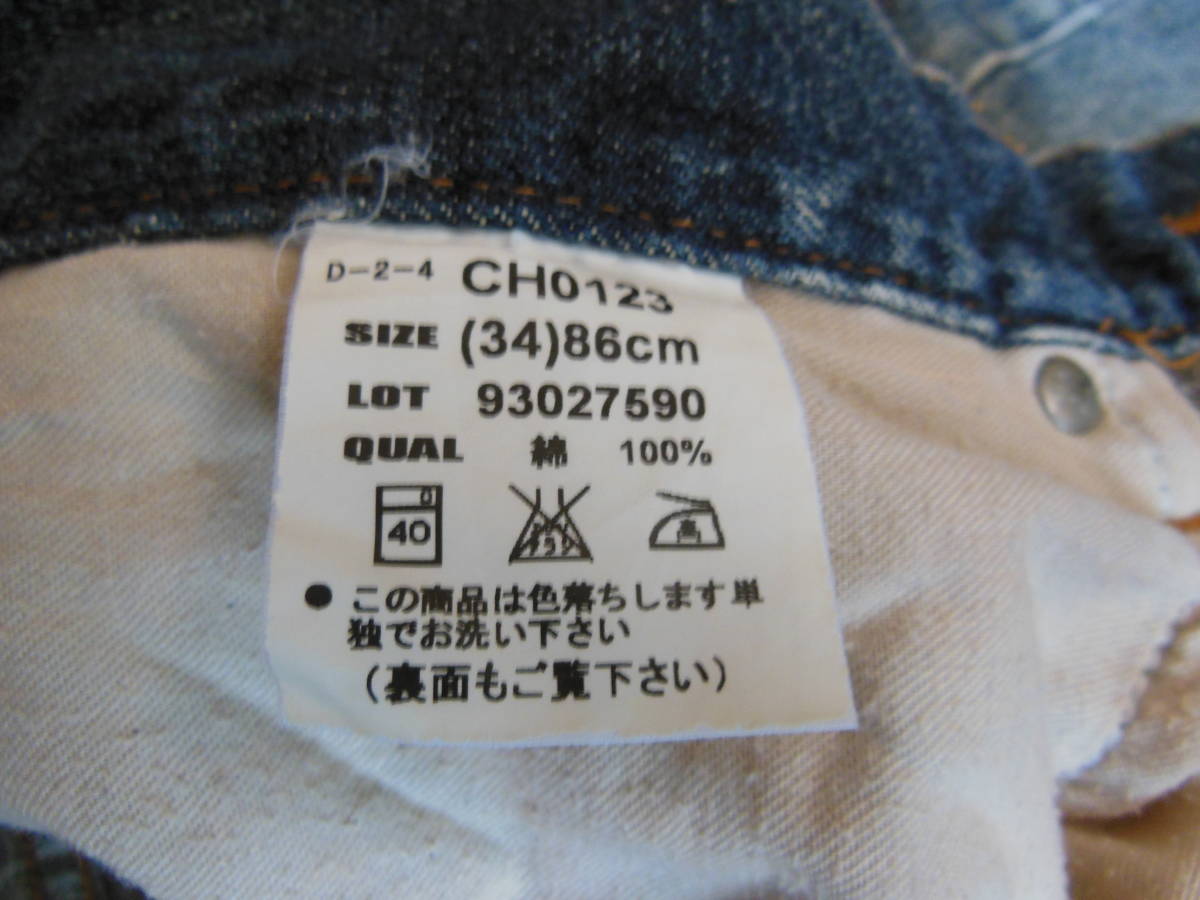 D-2-4 CH0123
SIZE (34)86cm
LOT 93027590
QUAL 綿 100%
40 高
● この商品は色落ちします単
独でお洗い下さい
(裏面もご覧下さい)